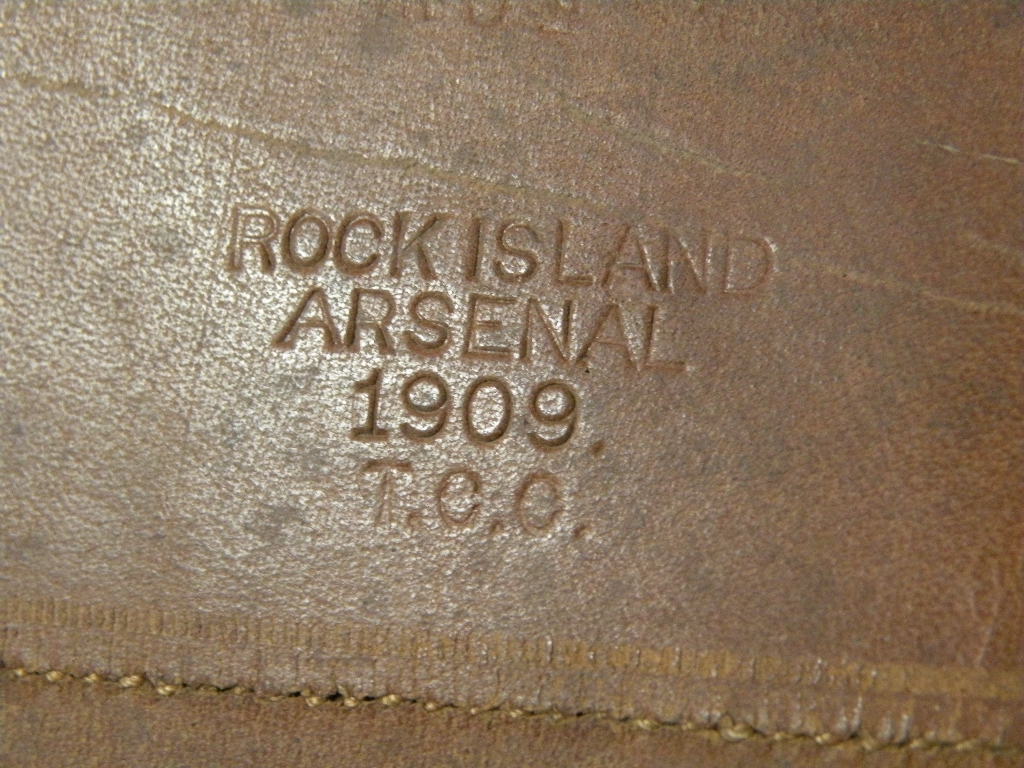 ROCK ISLAND
ARSENAL
1909.
T.C.C.